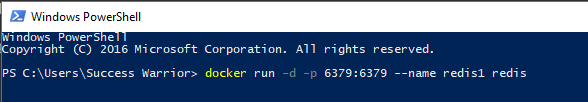 Windows PowerShell
Windows PowerShell
Copyright (C) 2016 Microsoft Corporation. All rights reserved.
PS C:\Users\Success Warrior> docker run -d -p 6379:6379 --name redis1 redis